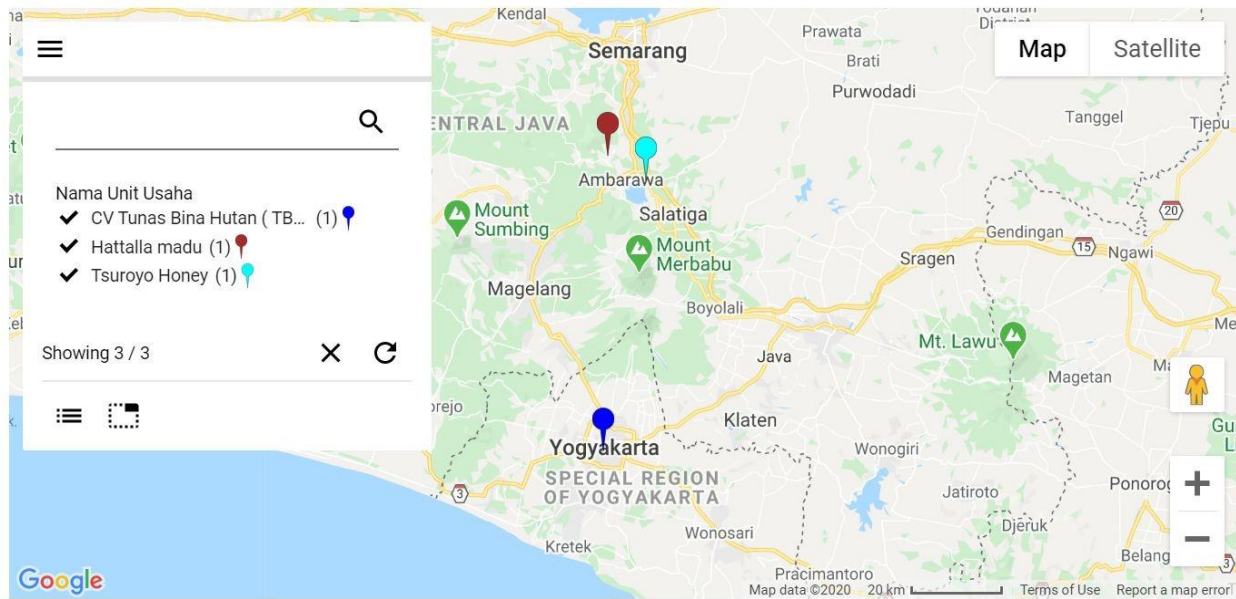 Nama Unit Usaha
CV Tunas Bina Hutan ( TB... (1)
Hattalla madu (1)
Tsuroyo Honey (1)
Showing 3 / 3
Map
Satellite
Kendal
Semarang
Prawata
Brati
Purwodadi
Tanggel
Tjepu
ENTRAL JAVA
Ambarawa
Salatiga
Mount
Sumbing
Mount
Merbabu
20
Gendingan
15
Ngawi
Sragen
Magelang
Boyolali
Mt. Lawu
Java
Magetan
Klaten
Yogyakarta
Wonogiri
SPECIAL REGION
OF YOGYAKARTA
3
Jatiroto
Ponorog
Djeruk
Wonosari
Kretek
Belang
3
Pracimantoro
Google
Map data ©2020
20 km
Terms of Use
Report a map error